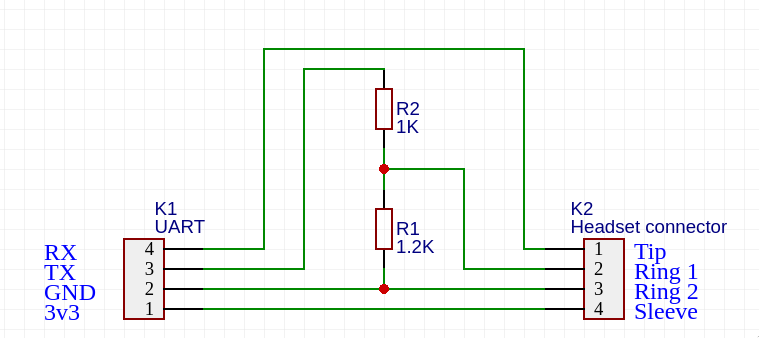 R2
1K
K1
UART
R1
1.2K
K2
Headset connector
RX
TX
GND
3v3
4
3
2
1
1
2
3
4
Tip
Ring 1
Ring 2
Sleeve